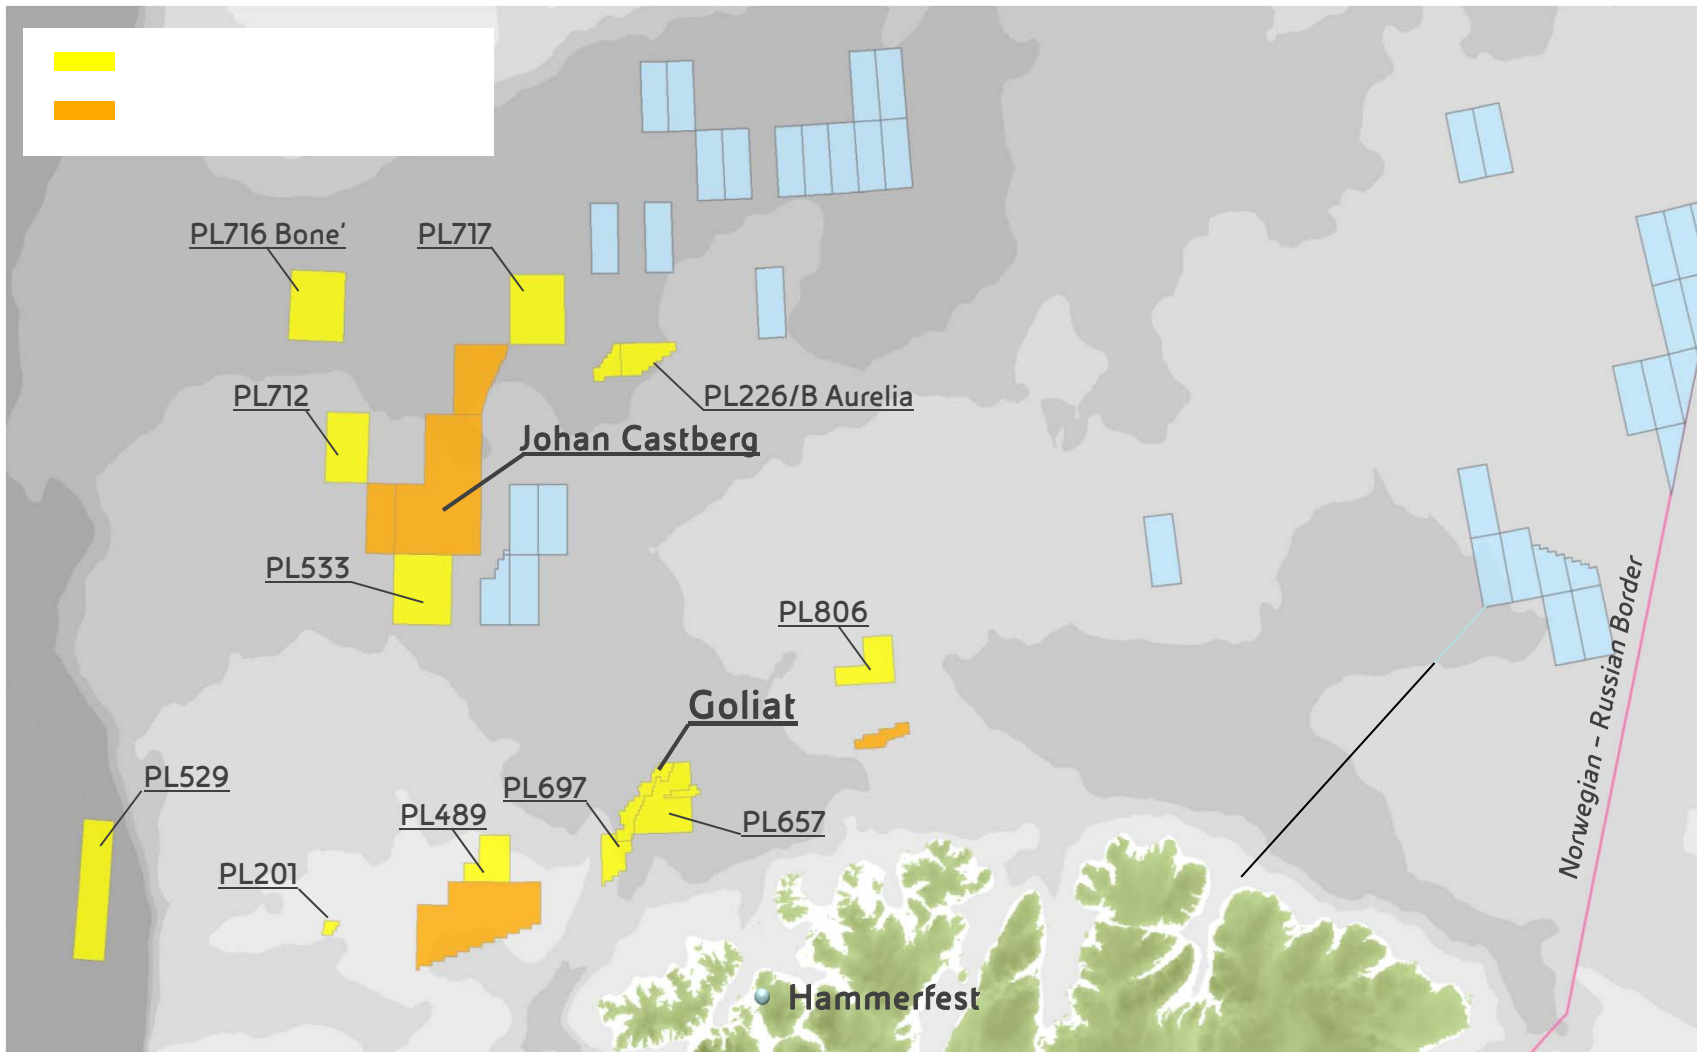 PL716 Bone'
PL717
PL712
PL226/B Aurelia
Johan Castberg
PL533
PL806
Goliat
Norwegian - Russian Border
PL529
PL697
PL489
PL657
PL201
Hammerfest